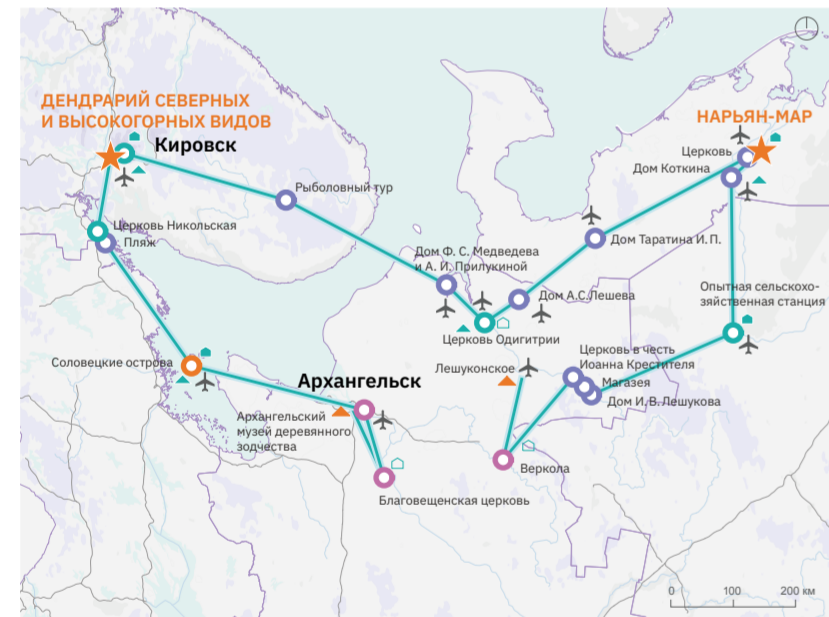 ДЕНДРАРИЙ СЕВЕРНЫХ
И ВЫСОКОГОРНЫХ ВИДОВ
Кировск
НАРЬЯН-МАР
Церковь
Дом Коткина
Рыболовный тур
Церковь Никольская
Пляж
Дом Таратина И. П.
Дом Ф. С. Медведева
и А. И. Прилукиной
Дом А.С.Лешева
Опытная сельскохо-
зяйственная станция
Церковь Одигитрии
Соловецкие острова
Архангельск
Лешуконское
Церковь в честь
Иоанна Крестителя
Магазея
Дом И. В. Лешукова
Архангельский
музей деревянного
зодчества
Веркола
Благовещенская церковь
0 100 200 км